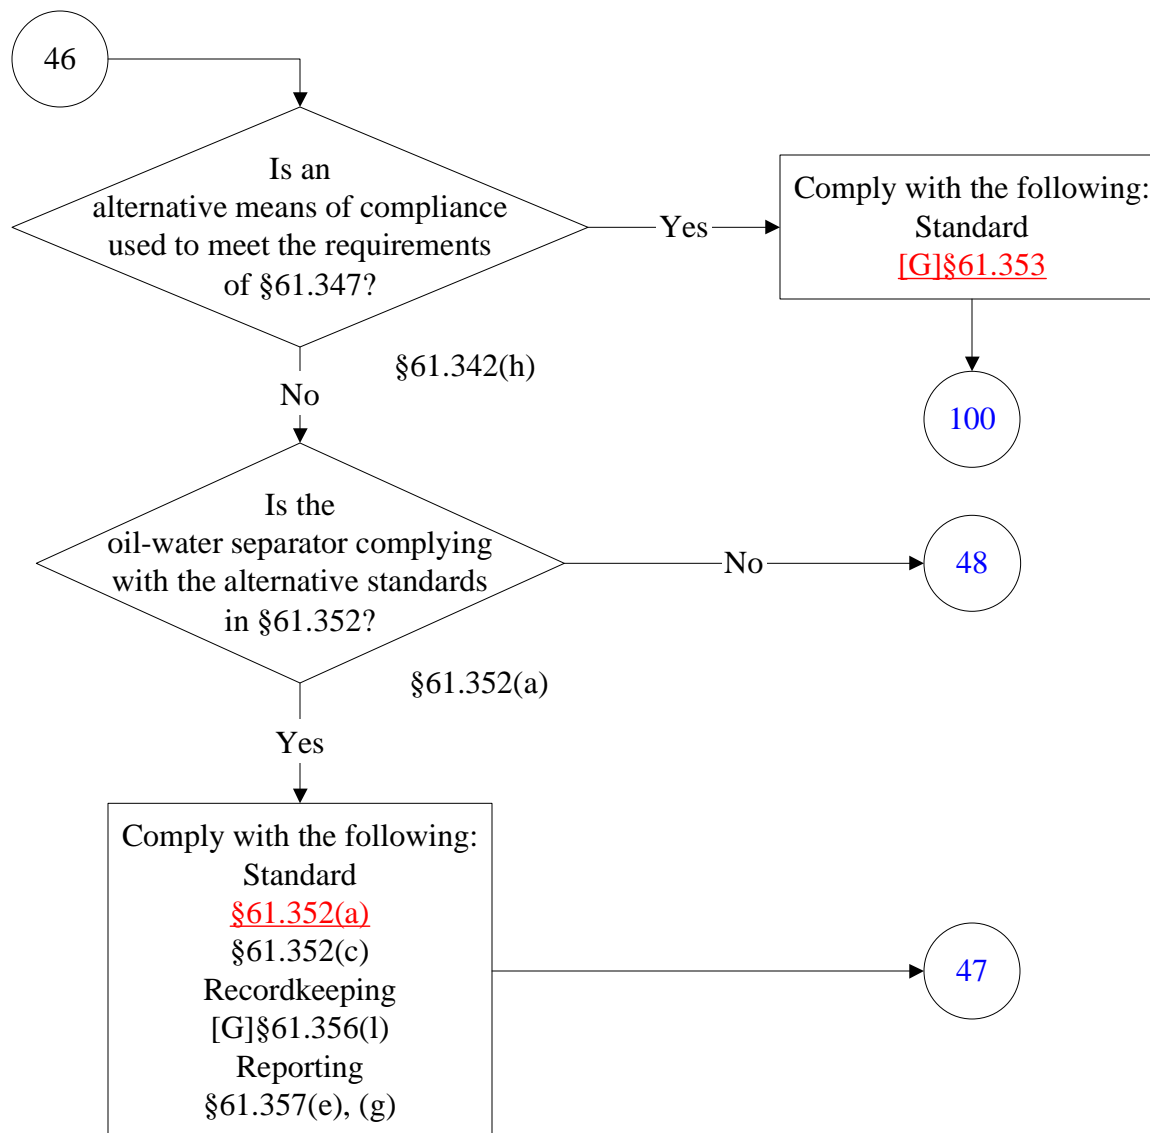 46
Is an
alternative means of compliance
used to meet the requirements
of §61.347?
Yes
Comply with the following:
Standard
[G]§61.353
§61.342(h)
No
100
Is the
oil-water separator complying
with the alternative standards
in §61.352?
No
48
§61.352(a)
Yes
Comply with the following:
Standard
§61.352(a)
§61.352(c)
Recordkeeping
[G]§61.356(l)
Reporting
§61.357(e), (g)
47